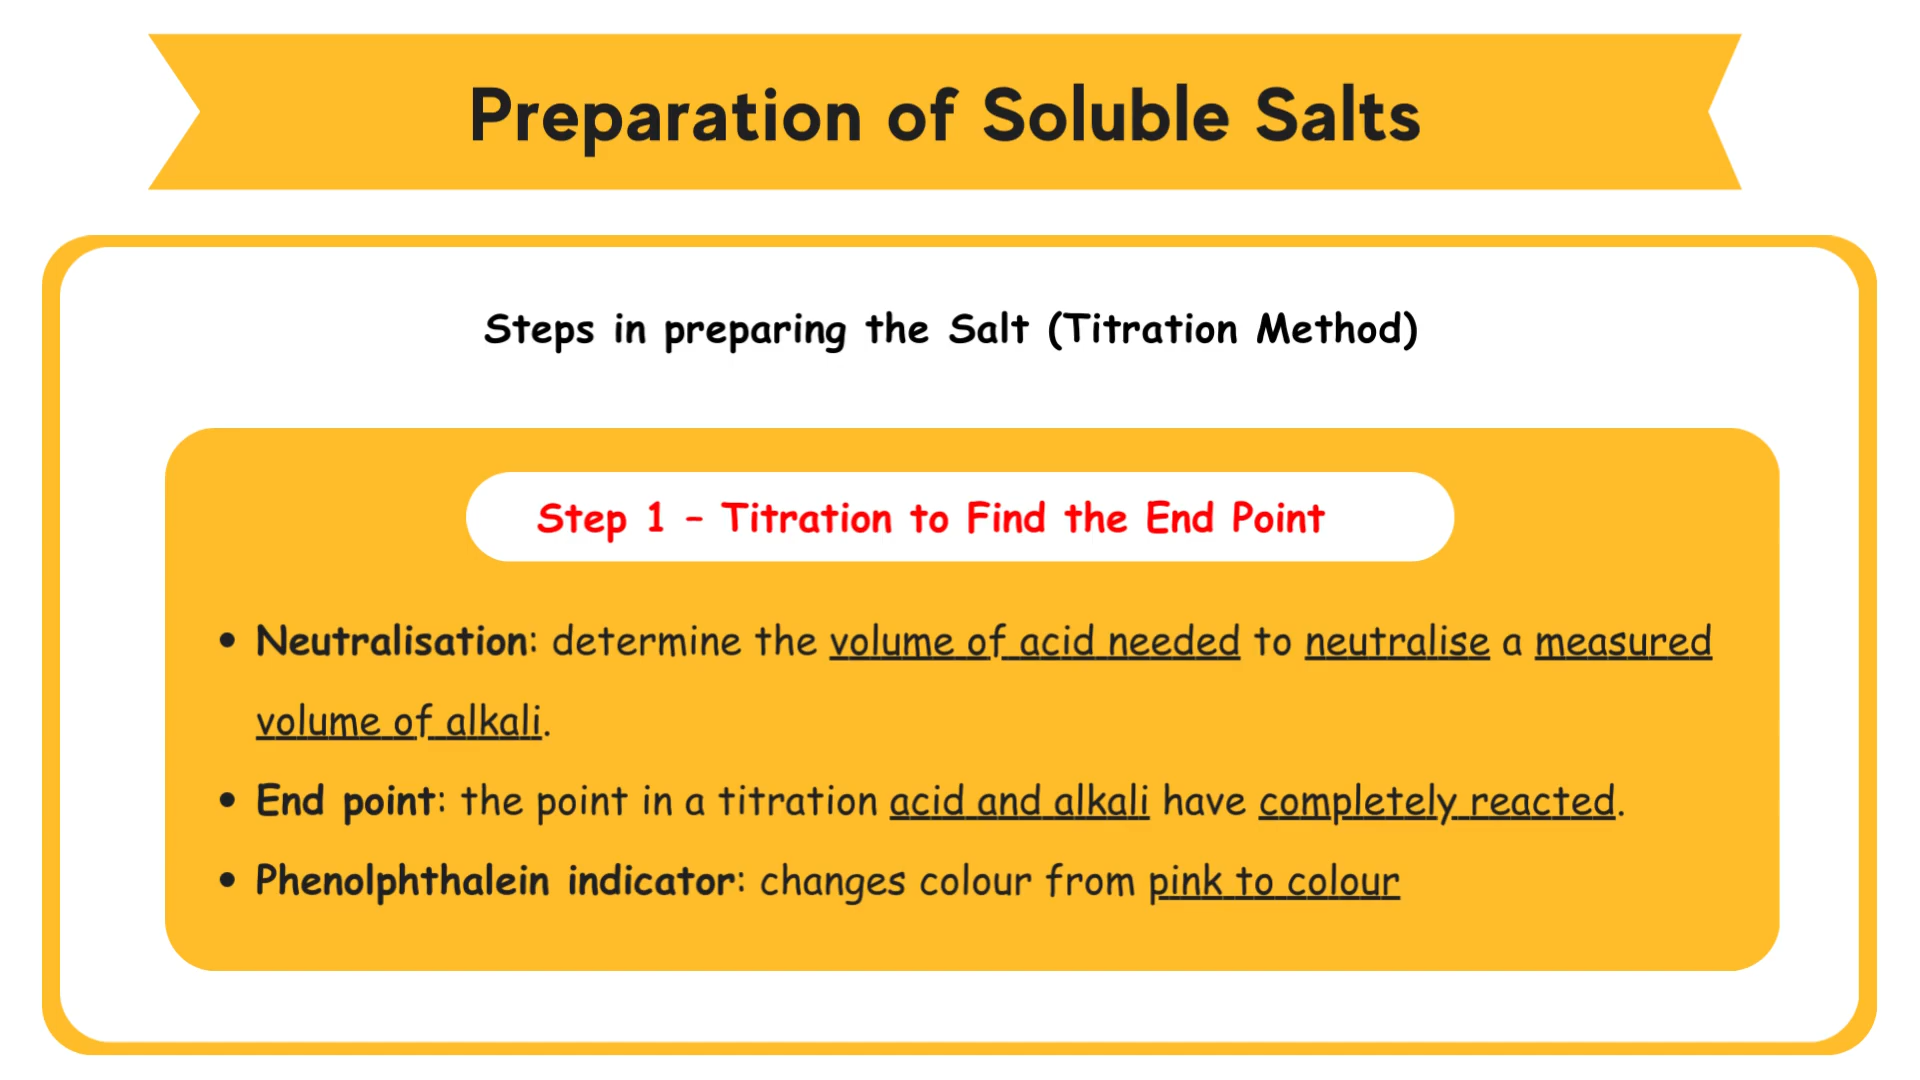 Preparation of Soluble Salts
Steps in preparing the Salt (Titration Method)
Step 1 – Titration to Find the End Point
• Neutralisation: determine the volume of acid needed to neutralise a measured
volume of alkali.
• End point: the point in a titration acid and alkali have completely reacted.
• Phenolphthalein indicator: changes colour from pink to colour